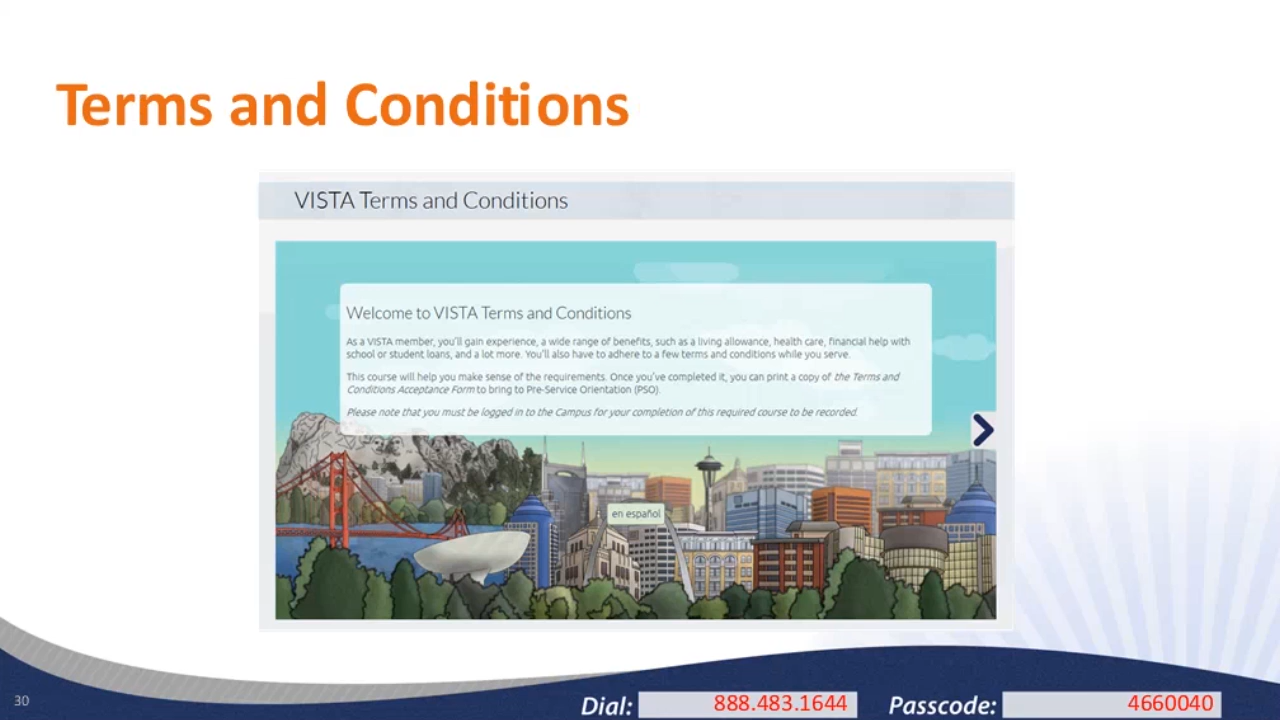 Terms and Conditions
VISTA Terms and Conditions
Welcome to VISTA Terms and Conditions
As a VISTA member, you'll gain experience, a wide range of benefits, such as a living allowance, health care, financial help with
school or student loans, and a lot more. You'll also have to adhere to a few terms and conditions while you serve.
This course will help you make sense of the requirements. Once you've completed it, you can print a copy of the Terms and
Conditions Acceptance Form to bring to Pre-Service Orientation (PSO).
Please note that you must be logged in to the Campus for your completion of this required course to be recorded.
en español
30
Dial: 888.483.1644 Passcode: 4660040